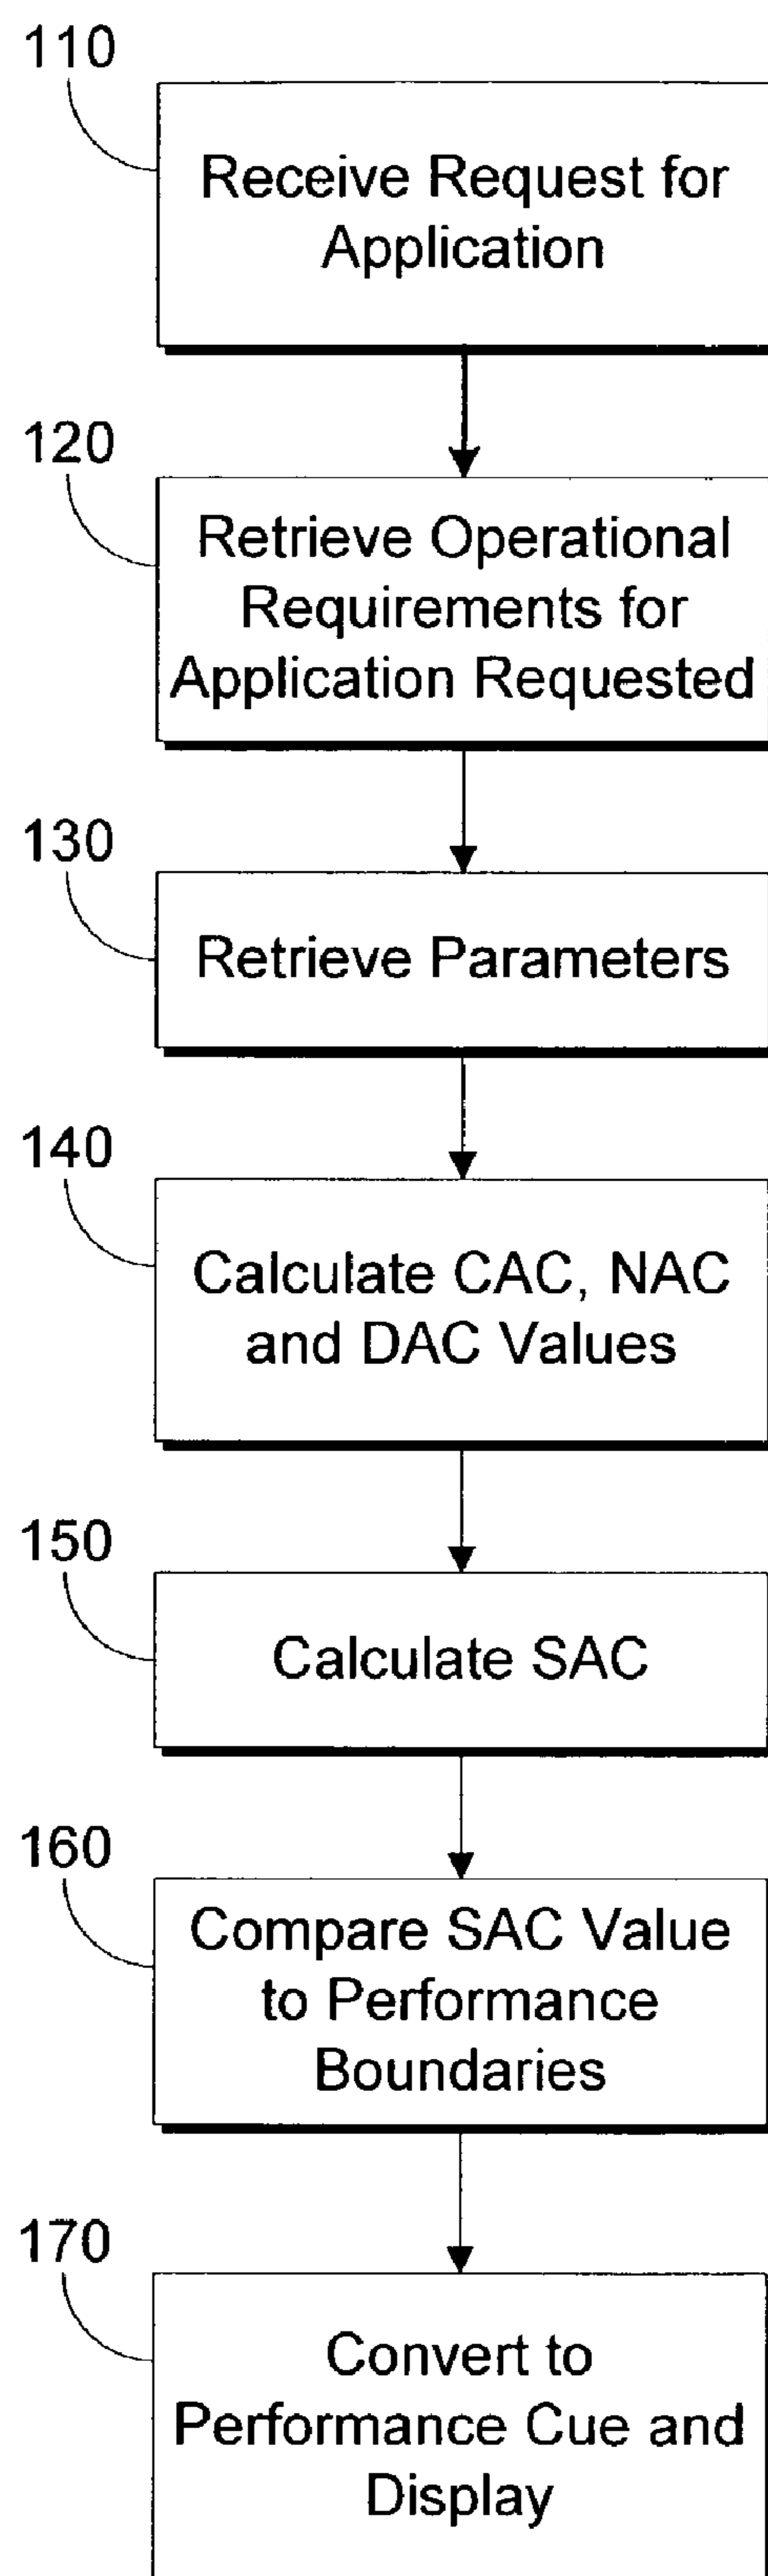 110
Receive Request for
Application
120
Retrieve Operational
Requirements for
Application Requested
130
Retrieve Parameters
140
Calculate CAC, NAC
and DAC Values
150
Calculate SAC
160
Compare SAC Value
to Performance
Boundaries
170
Convert to
Performance Cue and
Display